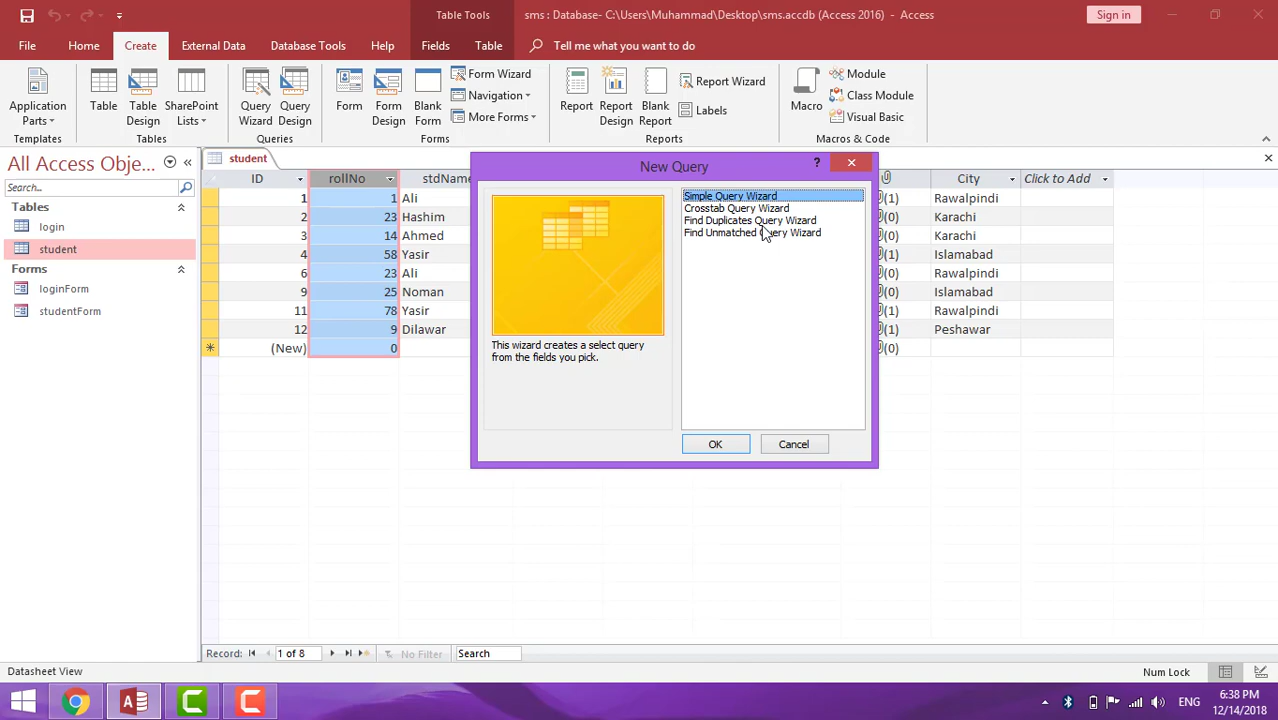 Table Tools
sms : Database- C:\Users\Muhammad\Desktop\sms.accdb (Access 2016) - Access
Sign in
File Home Create External Data Database Tools Help Fields Table Tell me what you want to do
Application Parts
Table
Table Design
SharePoint Lists
Query Wizard
Query Design
Form
Form Design
Blank Form
Form Wizard
Navigation
More Forms
Report
Report Design
Blank Report
Report Wizard
Labels
Macro
Module
Class Module
Visual Basic
Templates Tables Queries Forms Reports Macros & Code
All Access Obje...
Search...
Tables
login
student
Forms
loginForm
studentForm
student
ID rollNo stdName City Click to Add
1 1 Ali (1) Rawalpindi
2 23 Hashim (0) Karachi
3 14 Ahmed (0) Karachi
4 58 Yasir (1) Islamabad
6 23 Ali (0) Rawalpindi
9 25 Noman (0) Islamabad
11 78 Yasir (1) Rawalpindi
12 9 Dilawar (1) Peshawar
(New) 0 (0)
New Query
?
Simple Query Wizard
Crosstab Query Wizard
Find Duplicates Query Wizard
Find Unmatched Query Wizard
This wizard creates a select query
from the fields you pick.
OK Cancel
Record: 1 of 8 No Filter Search
Datasheet View Num Lock
ENG
6:38 PM
12/14/2018